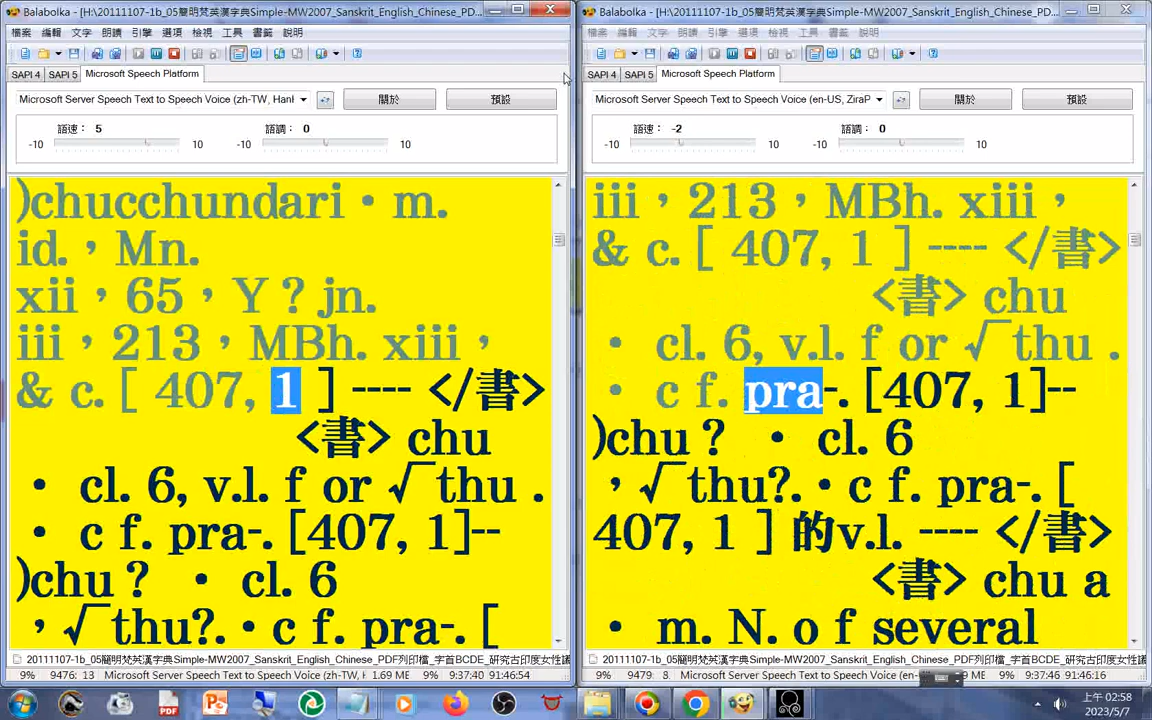 Balabolka - [H:\20111107-1b_05簡明梵英漢字典Simple-MW2007_Sanskrit_English_Chinese_PD...
檔案 編輯 文字 朗讀 引擎 選項 檢視 工具 書籤 說明
SAPI 4 SAPI 5 Microsoft Speech Platform
Microsoft Server Speech Text to Speech Voice (zh-TW, HanH 關於 預設
語速： 5 語調： 0
-10 10 -10 10
)chucchundari • m.
id. ，Mn.
xii，65，Y？jn.
iii，213，MBh. xiii，
& c. [ 407, 1 ] ---- </書>
<書> chu
• cl. 6, v.l. f or √thu .
• c f. pra-. [407, 1]--
)chu？ • cl. 6
，√thu?. • c f. pra-. [
20111107-1b_05簡明梵英漢字典Simple-MW2007_Sanskrit_English_Chinese_PDF列印檔_字首BCDE_研究古印度女性議
9% 9476: 13 Microsoft Server Speech Text to Speech Voice (zh-TW, H 1.69 MB 9% 9:37:40 91:46:54
Balabolka - [H:\20111107-1b_05簡明梵英漢字典Simple-MW2007_Sanskrit_English_Chinese_PD...
檔案 編輯 文字 朗讀 引擎 選項 檢視 工具 書籤 說明
SAPI 4 SAPI 5 Microsoft Speech Platform
Microsoft Server Speech Text to Speech Voice (en-US, ZiraP 關於 預設
語速： -2 語調： 0
-10 10 -10 10
iii，213，MBh. xiii，
& c. [ 407, 1 ] ---- </書>
<書> chu
• cl. 6, v.l. f or √thu .
• c f. pra-. [407, 1]--
)chu？ • cl. 6
，√thu?. • c f. pra-. [
407, 1 ] 的v.l. ---- </書>
<書> chu a
• m. N. o f several
20111107-1b_05簡明梵英漢字典Simple-MW2007_Sanskrit_English_Chinese_PDF列印檔_字首BCDE_研究古印度女性議
9% 9479: 8 Microsoft Server Speech Text to Speech Voice (en-US, 9% 9:37:46 91:46:16
上午 02:58
2023/5/7